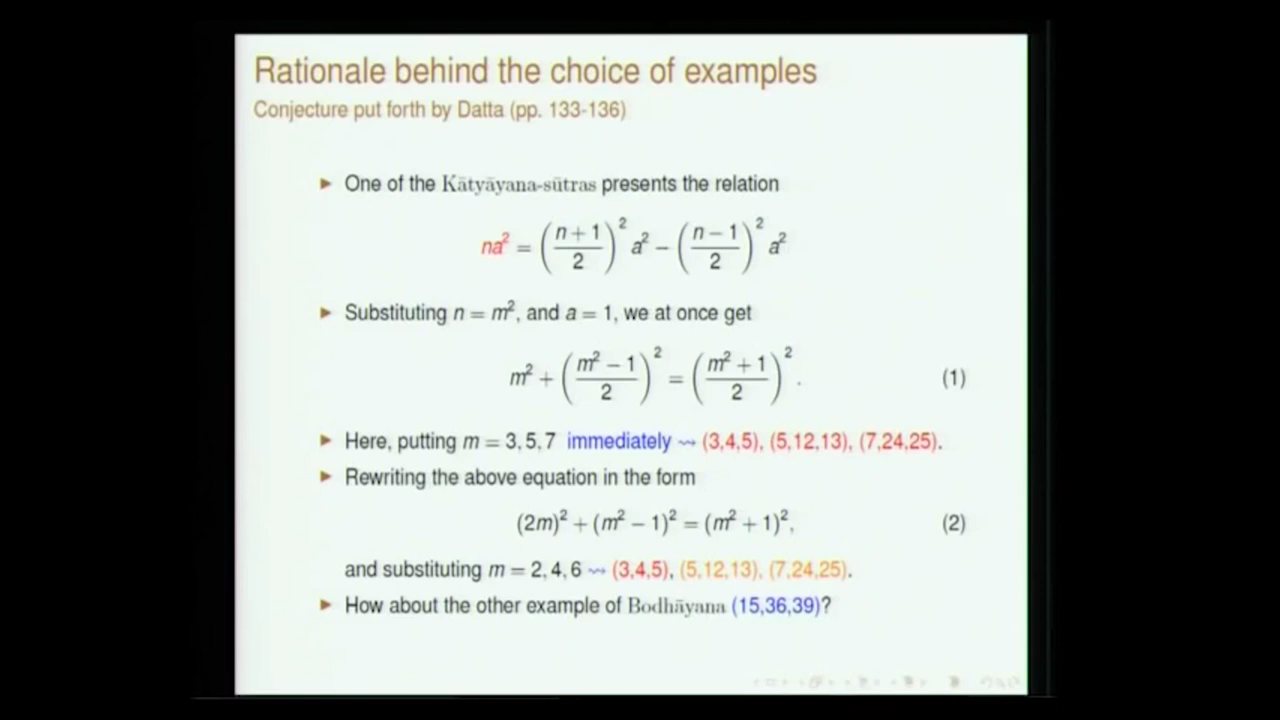 Rationale behind the choice of examples
Conjecture put forth by Datta (pp. 133-136)
► One of the Kātyāyana-sūtras presents the relation
na² = ((n + 1)/2)² a² − ((n − 1)/2)² a²
► Substituting n = m², and a = 1, we at once get
m² + ((m² − 1)/2)² = ((m² + 1)/2)². (1)
► Here, putting m = 3, 5, 7 immediately ⇝ (3,4,5), (5,12,13), (7,24,25).
► Rewriting the above equation in the form
(2m)² + (m² − 1)² = (m² + 1)², (2)
and substituting m = 2, 4, 6 ⇝ (3,4,5), (5,12,13), (7,24,25).
► How about the other example of Bodhāyana (15,36,39)?